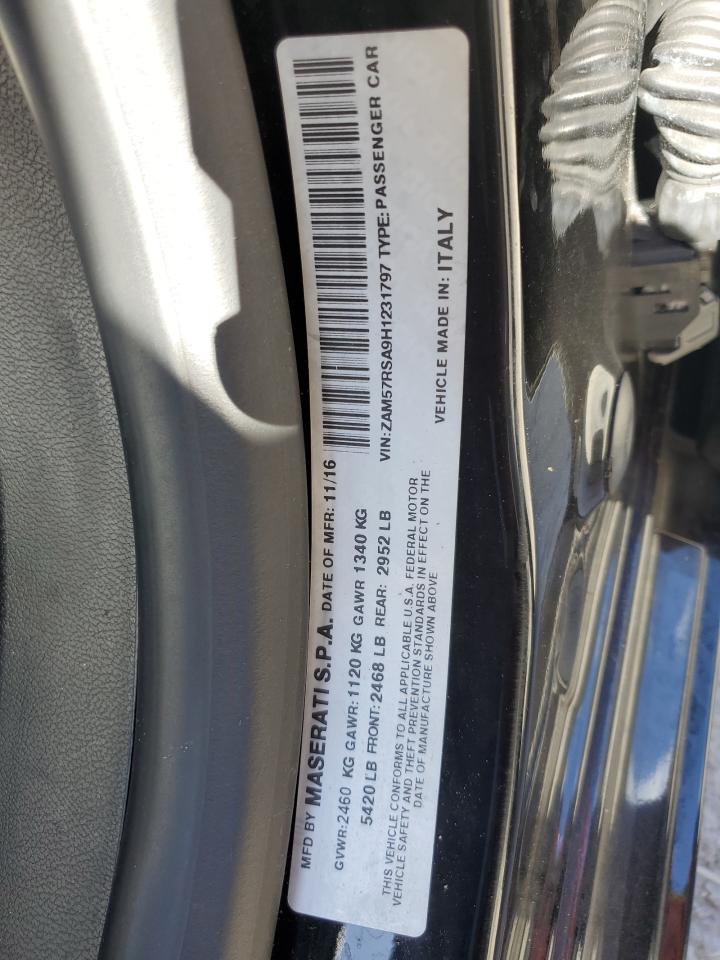 MFD BY MASERATI S.P.A. DATE OF MFR: 11/16
GVWR:2460 KG GAWR:1120 KG GAWR 1340 KG
5420 LB FRONT:2468 LB REAR: 2952 LB
VIN:ZAM57RSA9H1231797 TYPE:PASSENGER CAR
THIS VEHICLE CONFORMS TO ALL APPLICABLE U.S.A. FEDERAL MOTOR
VEHICLE SAFETY AND THEFT PREVENTION STANDARDS IN EFFECT ON THE
DATE OF MANUFACTURE SHOWN ABOVE
VEHICLE MADE IN: ITALY